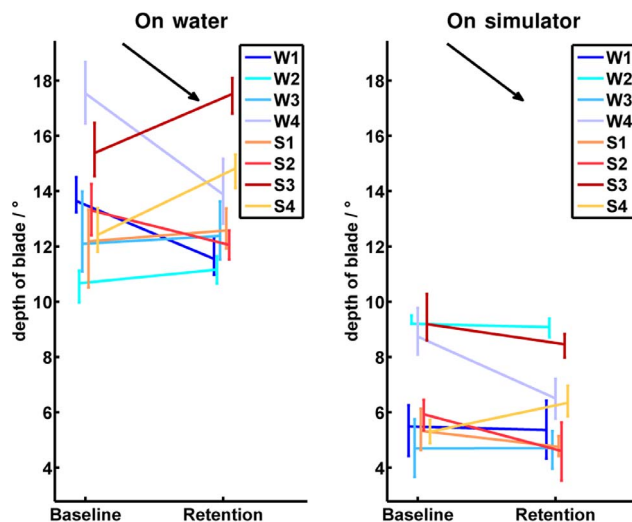 On water
depth of blade / °
18
16
14
12
10
8
6
4
Baseline
Retention
W1
W2
W3
W4
S1
S2
S3
S4
On simulator
depth of blade / °
18
16
14
12
10
8
6
4
Baseline
Retention
W1
W2
W3
W4
S1
S2
S3
S4